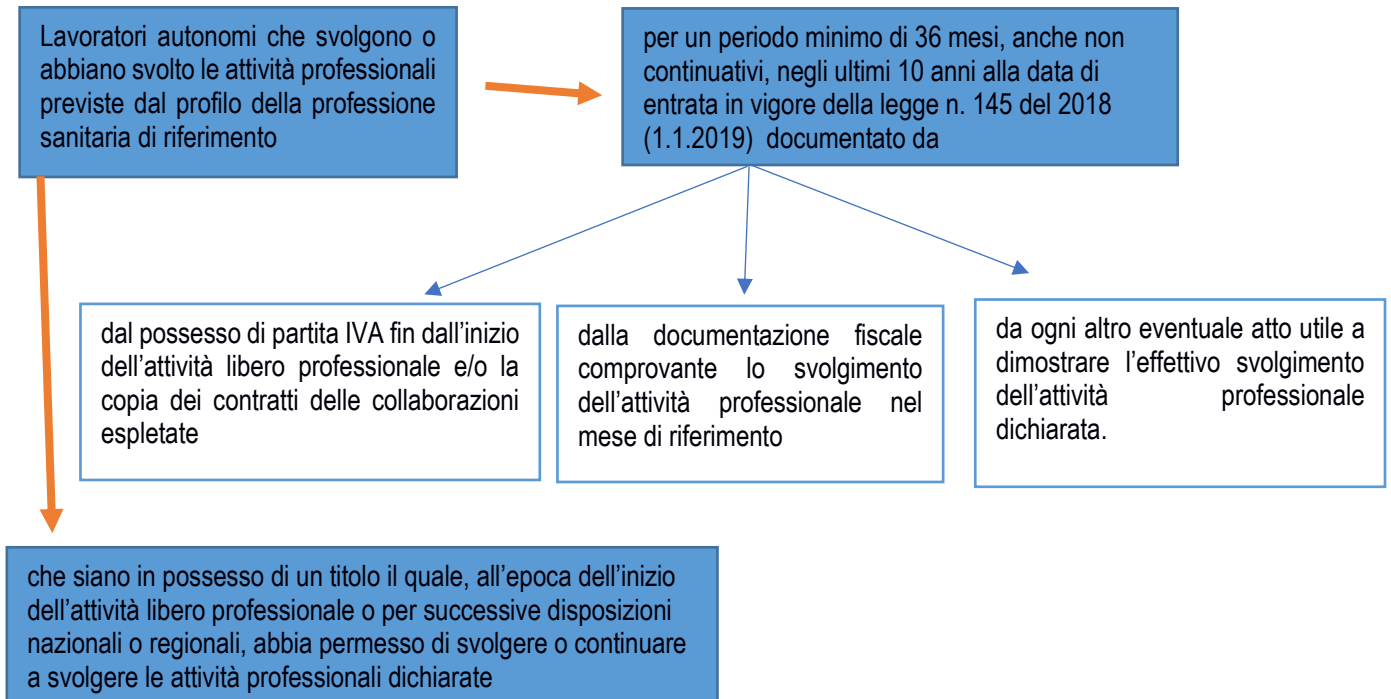 Lavoratori autonomi che svolgono o
abbiano svolto le attività professionali
previste dal profilo della professione
sanitaria di riferimento
per un periodo minimo di 36 mesi, anche non
continuativi, negli ultimi 10 anni alla data di
entrata in vigore della legge n. 145 del 2018
(1.1.2019) documentato da
dal possesso di partita IVA fin dall’inizio
dell’attività libero professionale e/o la
copia dei contratti delle collaborazioni
espletate
dalla documentazione fiscale
comprovante lo svolgimento
dell’attività professionale nel
mese di riferimento
da ogni altro eventuale atto utile a
dimostrare l’effettivo svolgimento
dell’attività professionale
dichiarata.
che siano in possesso di un titolo il quale, all’epoca dell’inizio
dell’attività libero professionale o per successive disposizioni
nazionali o regionali, abbia permesso di svolgere o continuare
a svolgere le attività professionali dichiarate